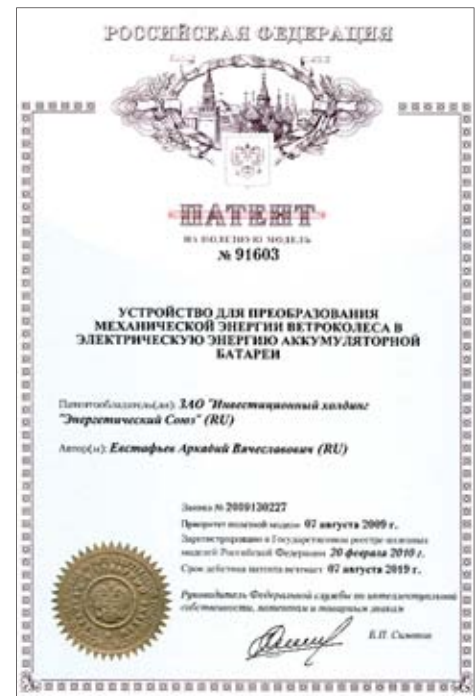 РОССИЙСКАЯ ФЕДЕРАЦИЯ
ПАТЕНТ
НА ПОЛЕЗНУЮ МОДЕЛЬ
№ 91603
УСТРОЙСТВО ДЛЯ ПРЕОБРАЗОВАНИЯ
МЕХАНИЧЕСКОЙ ЭНЕРГИИ ВЕТРОКОЛЕСА В
ЭЛЕКТРИЧЕСКУЮ ЭНЕРГИЮ АККУМУЛЯТОРНОЙ
БАТАРЕИ
Патентообладатель(ли): ЗАО "Инвестиционный холдинг
"Энергетический Союз" (RU)
Автор(ы): Евстафьев Аркадий Вячеславович (RU)
Заявка № 2009130227
Приоритет полезной модели 07 августа 2009 г.
Зарегистрировано в Государственном реестре полезных
моделей Российской Федерации 20 февраля 2010 г.
Срок действия патента истекает 07 августа 2019 г.
Руководитель Федеральной службы по интеллектуальной
собственности, патентам и товарным знакам
Б.П. Симонов